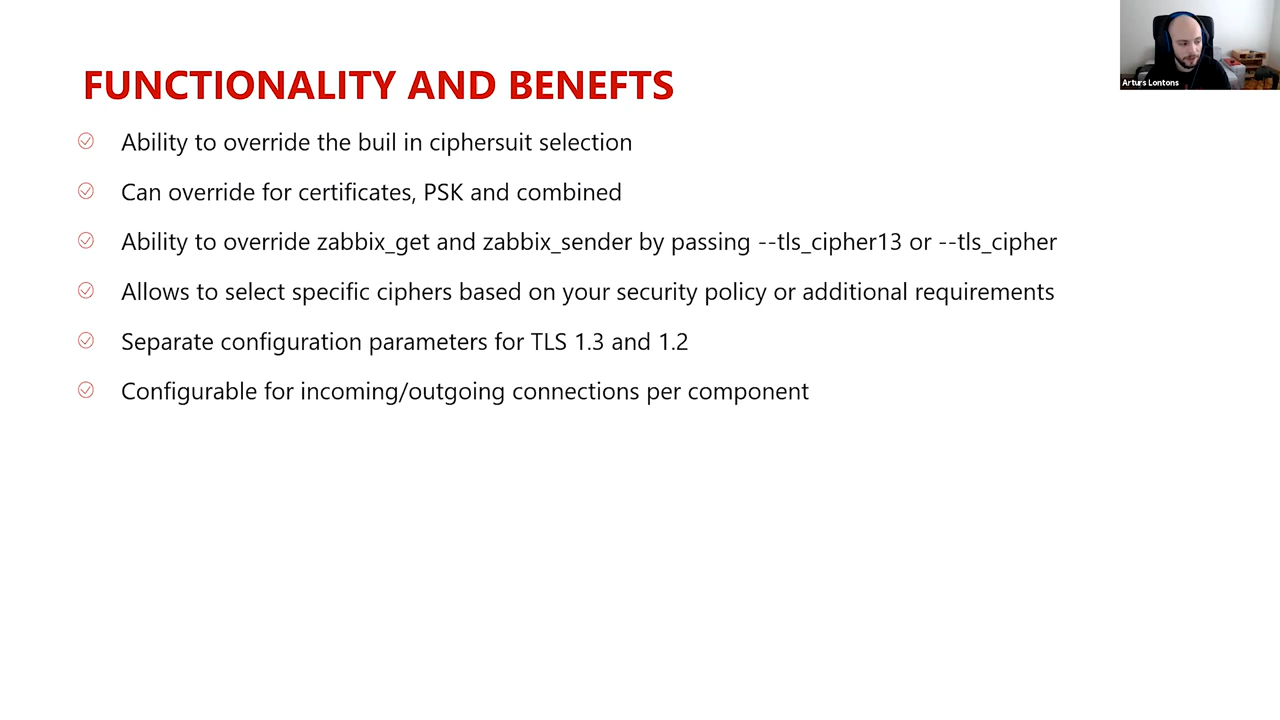 FUNCTIONALITY AND BENEFTS
Ability to override the buil in ciphersuit selection
Can override for certificates, PSK and combined
Ability to override zabbix_get and zabbix_sender by passing --tls_cipher13 or --tls_cipher
Allows to select specific ciphers based on your security policy or additional requirements
Separate configuration parameters for TLS 1.3 and 1.2
Configurable for incoming/outgoing connections per component
Arturs Lontons